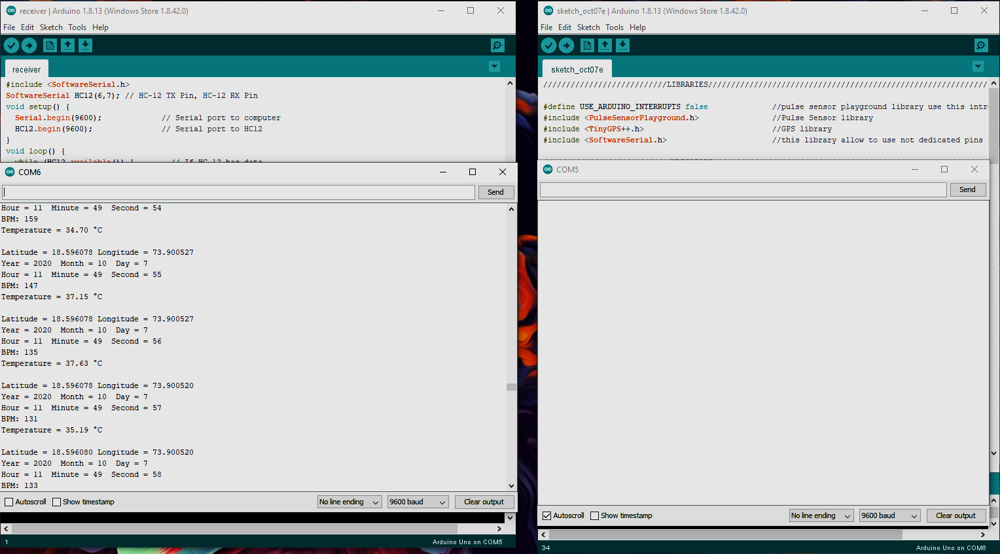 receiver | Arduino 1.8.13 (Windows Store 1.8.42.0)
File Edit Sketch Tools Help
receiver
#include <SoftwareSerial.h>
SoftwareSerial HC12(6,7); // HC-12 TX Pin, HC-12 RX Pin
void setup() {
Serial.begin(9600); // Serial port to computer
HC12.begin(9600); // Serial port to HC12
}
void loop() {
while (HC12.available()) { // If HC-12 has data
COM6
Send
Hour = 11 Minute = 49 Second = 54
BPM: 159
Temperature = 34.70 °C
Latitude = 18.596078 Longitude = 73.900527
Year = 2020 Month = 10 Day = 7
Hour = 11 Minute = 49 Second = 55
BPM: 147
Temperature = 37.15 °C
Latitude = 18.596078 Longitude = 73.900527
Year = 2020 Month = 10 Day = 7
Hour = 11 Minute = 49 Second = 56
BPM: 135
Temperature = 37.63 °C
Latitude = 18.596078 Longitude = 73.900520
Year = 2020 Month = 10 Day = 7
Hour = 11 Minute = 49 Second = 57
BPM: 131
Temperature = 35.19 °C
Latitude = 18.596080 Longitude = 73.900520
Year = 2020 Month = 10 Day = 7
Hour = 11 Minute = 49 Second = 58
BPM: 133
Autoscroll Show timestamp No line ending 9600 baud Clear output
1 Arduino Uno on COM5
sketch_oct07e | Arduino 1.8.13 (Windows Store 1.8.42.0)
File Edit Sketch Tools Help
sketch_oct07e
///////////////////////////LIBRARIES/////////////////////////////////////////////////////////////
#define USE_ARDUINO_INTERRUPTS false //pulse sensor playground library use this intr
#include <PulseSensorPlayground.h> //Pulse Sensor library
#include <TinyGPS++.h> //GPS library
#include <SoftwareSerial.h> //this library allow to use not dedicated pins
COM5
Send
Autoscroll Show timestamp No line ending 9600 baud Clear output
34 Arduino Uno on COM6